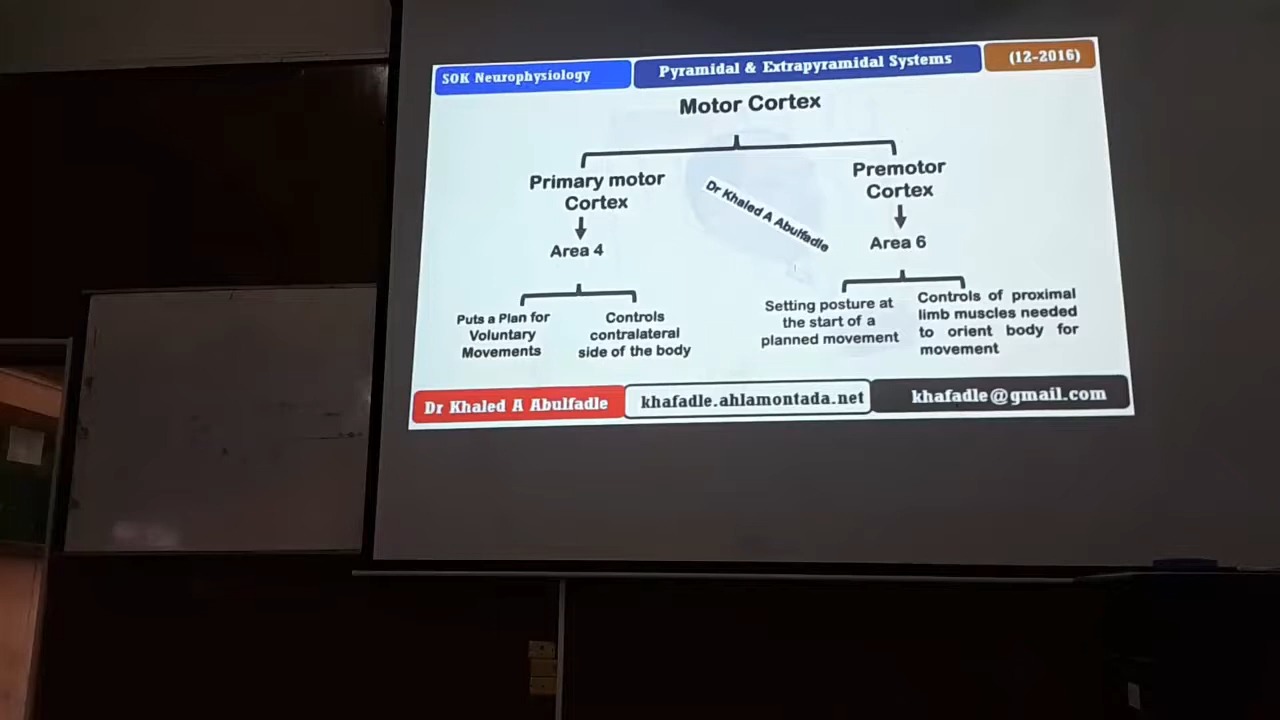 SOK Neurophysiology
Pyramidal & Extrapyramidal Systems
(12-2016)
Motor Cortex
Primary motor
Cortex
Area 4
Puts a Plan for
Voluntary
Movements
Controls
contralateral
side of the body
Dr Khaled A Abulfadle
Premotor
Cortex
Area 6
Setting posture at
the start of a
planned movement
Controls of proximal
limb muscles needed
to orient body for
movement
Dr Khaled A Abulfadle
khafadle.ahlamontada.net
khafadle@gmail.com